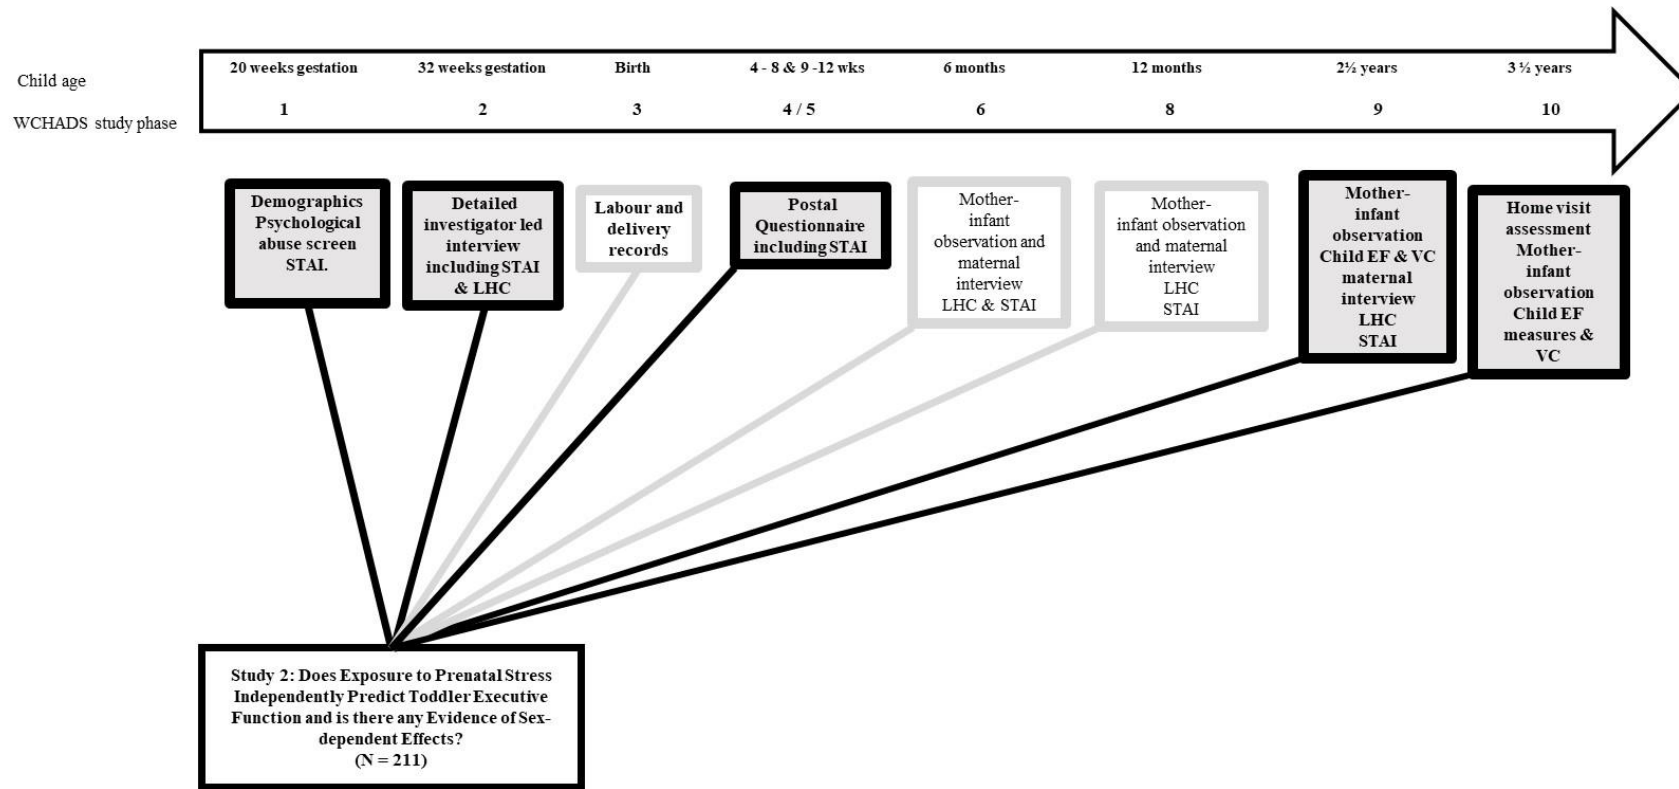 Child age
20 weeks gestation
32 weeks gestation
Birth
4 - 8 & 9 -12 wks
6 months
12 months
2½ years
3 ½ years
WCHADS study phase
1
2
3
4 / 5
6
8
9
10
Demographics
Psychological
abuse screen
STAI.
Detailed
investigator led
interview
including STAI
& LHC
Labour and
delivery
records
Postal
Questionnaire
including STAI
Mother-
infant
observation and
maternal
interview
LHC & STAI
Mother-
infant observation
and maternal
interview
LHC
STAI
Mother-
infant
observation
Child EF & VC
maternal
interview
LHC
STAI
Home visit
assessment
Mother-
infant
observation
Child EF
measures &
VC
Study 2: Does Exposure to Prenatal Stress
Independently Predict Toddler Executive
Function and is there any Evidence of Sex-
dependent Effects?
(N = 211)